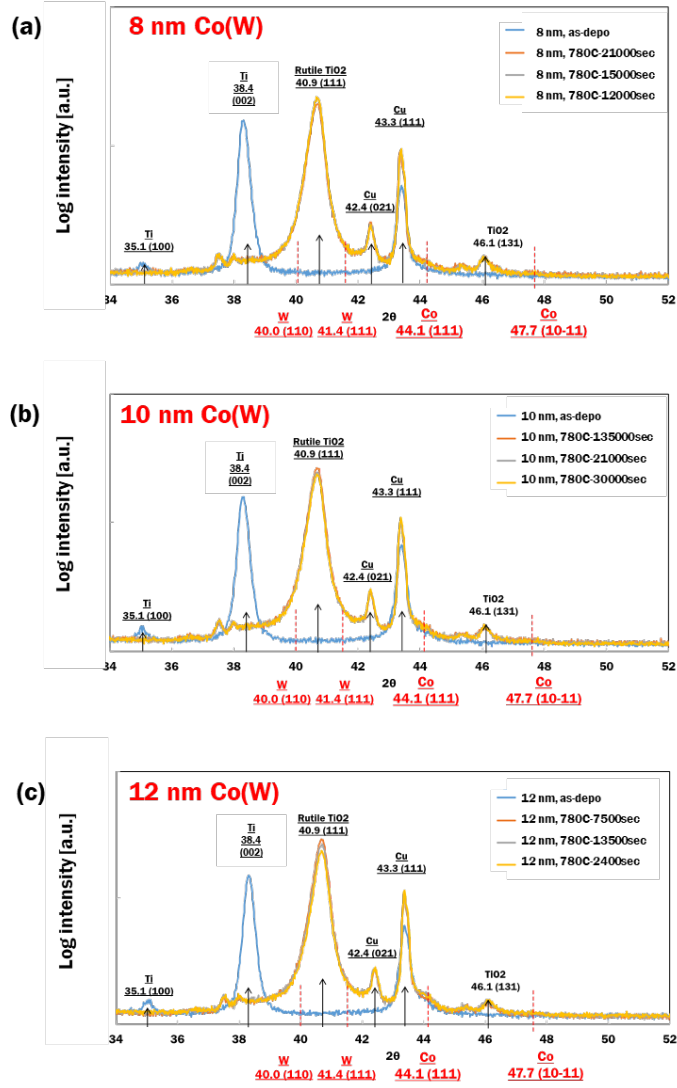 (a)
8 nm Co(W)
Log intensity [a.u.]
Ti
38.4
(002)
Rutile TiO2
40.9 (111)
Cu
43.3 (111)
Cu
42.4 (021)
Ti
35.1 (100)
TiO2
46.1 (131)
8 nm, as-depo
8 nm, 780C-21000sec
8 nm, 780C-15000sec
8 nm, 780C-12000sec
34 36 38 40 42 44 46 48 50 52
2θ
W
40.0 (110)
W
41.4 (111)
Co
44.1 (111)
Co
47.7 (10-11)
(b)
10 nm Co(W)
Log intensity [a.u.]
Ti
38.4
(002)
Rutile TiO2
40.9 (111)
Cu
43.3 (111)
Cu
42.4 (021)
Ti
35.1 (100)
TiO2
46.1 (131)
10 nm, as-depo
10 nm, 780C-135000sec
10 nm, 780C-21000sec
10 nm, 780C-30000sec
34 36 38 40 42 44 46 48 50 52
2θ
W
40.0 (110)
W
41.4 (111)
Co
44.1 (111)
Co
47.7 (10-11)
(c)
12 nm Co(W)
Log intensity [a.u.]
Ti
38.4
(002)
Rutile TiO2
40.9 (111)
Cu
43.3 (111)
Cu
42.4 (021)
Ti
35.1 (100)
TiO2
46.1 (131)
12 nm, as-depo
12 nm, 780C-7500sec
12 nm, 780C-13500sec
12 nm, 780C-2400sec
34 36 38 40 42 44 46 48 50 52
2θ
W
40.0 (110)
W
41.4 (111)
Co
44.1 (111)
Co
47.7 (10-11)